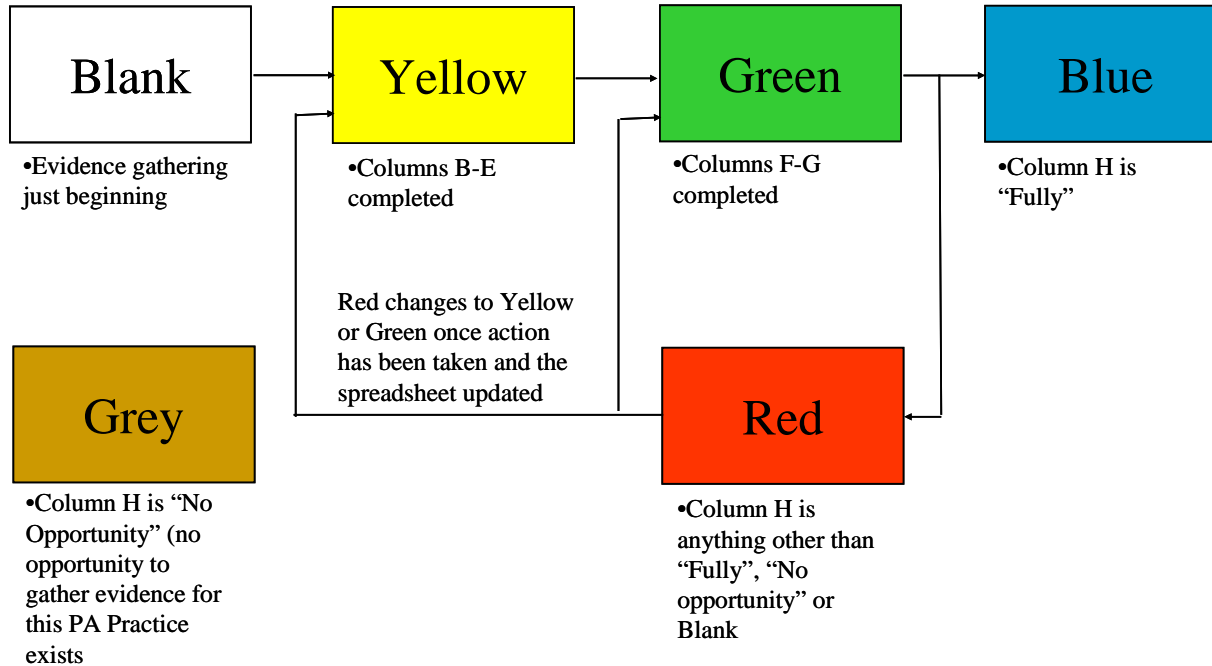 Blank
Yellow
Green
Blue
•Evidence gathering
just beginning
•Columns B-E
completed
•Columns F-G
completed
•Column H is
“Fully”
Red changes to Yellow
or Green once action
has been taken and the
spreadsheet updated
Grey
Red
•Column H is “No
Opportunity” (no
opportunity to
gather evidence for
this PA Practice
exists
•Column H is
anything other than
“Fully”, “No
opportunity” or
Blank